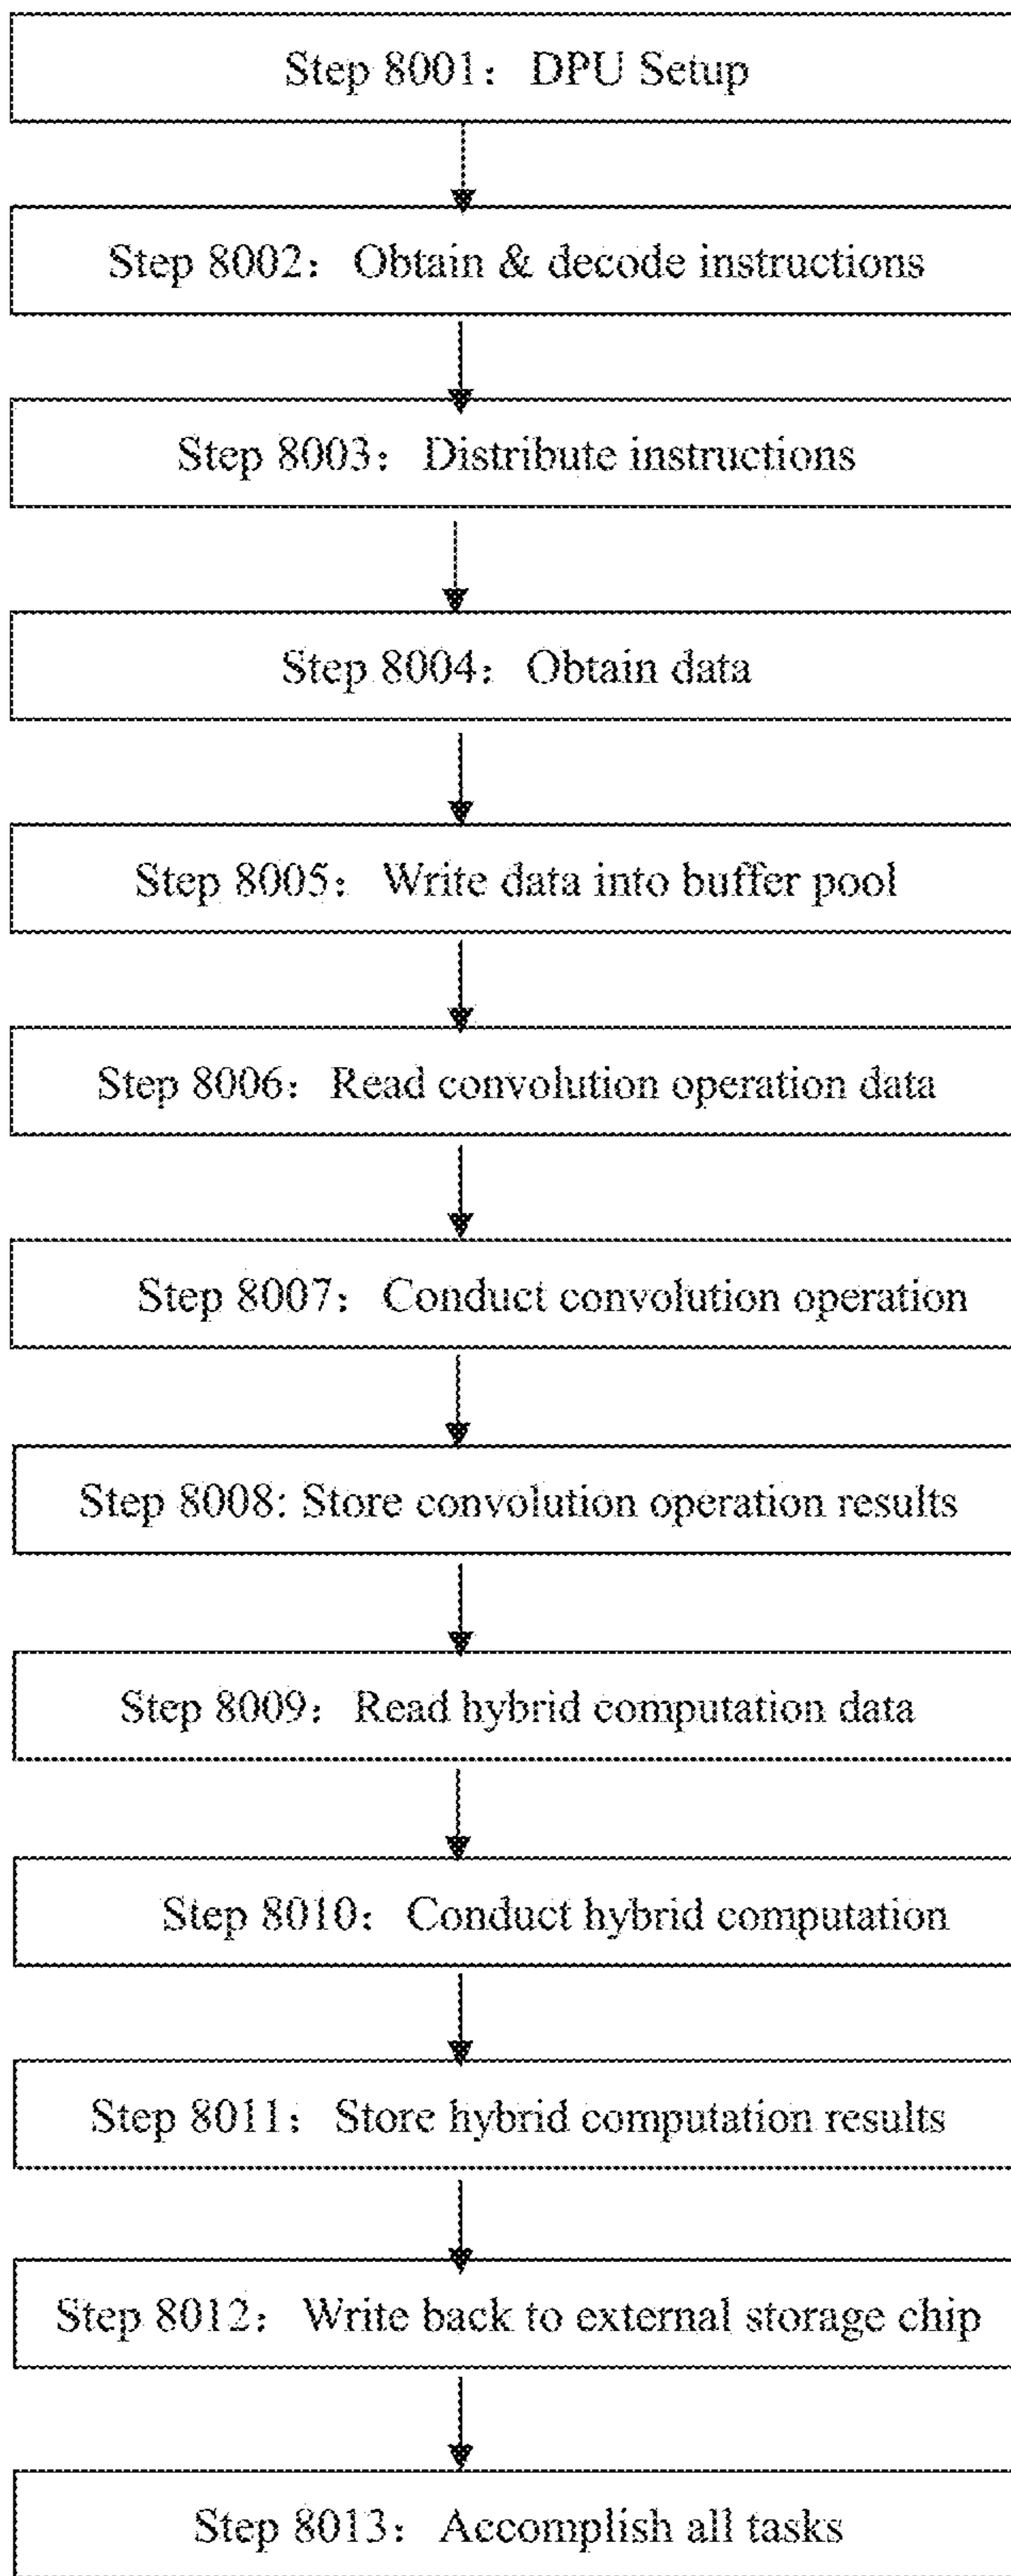 Step 8001：  DPU Setup
Step 8002：  Obtain & decode instructions
Step 8003：  Distribute instructions
Step 8004：  Obtain data
Step 8005：  Write data into buffer pool
Step 8006：  Read convolution operation data
Step 8007：  Conduct convolution operation
Step 8008: Store convolution operation results
Step 8009：  Read hybrid computation data
Step 8010：  Conduct hybrid computation
Step 8011：  Store hybrid computation results
Step 8012：  Write back to external storage chip
Step 8013：  Accomplish all tasks